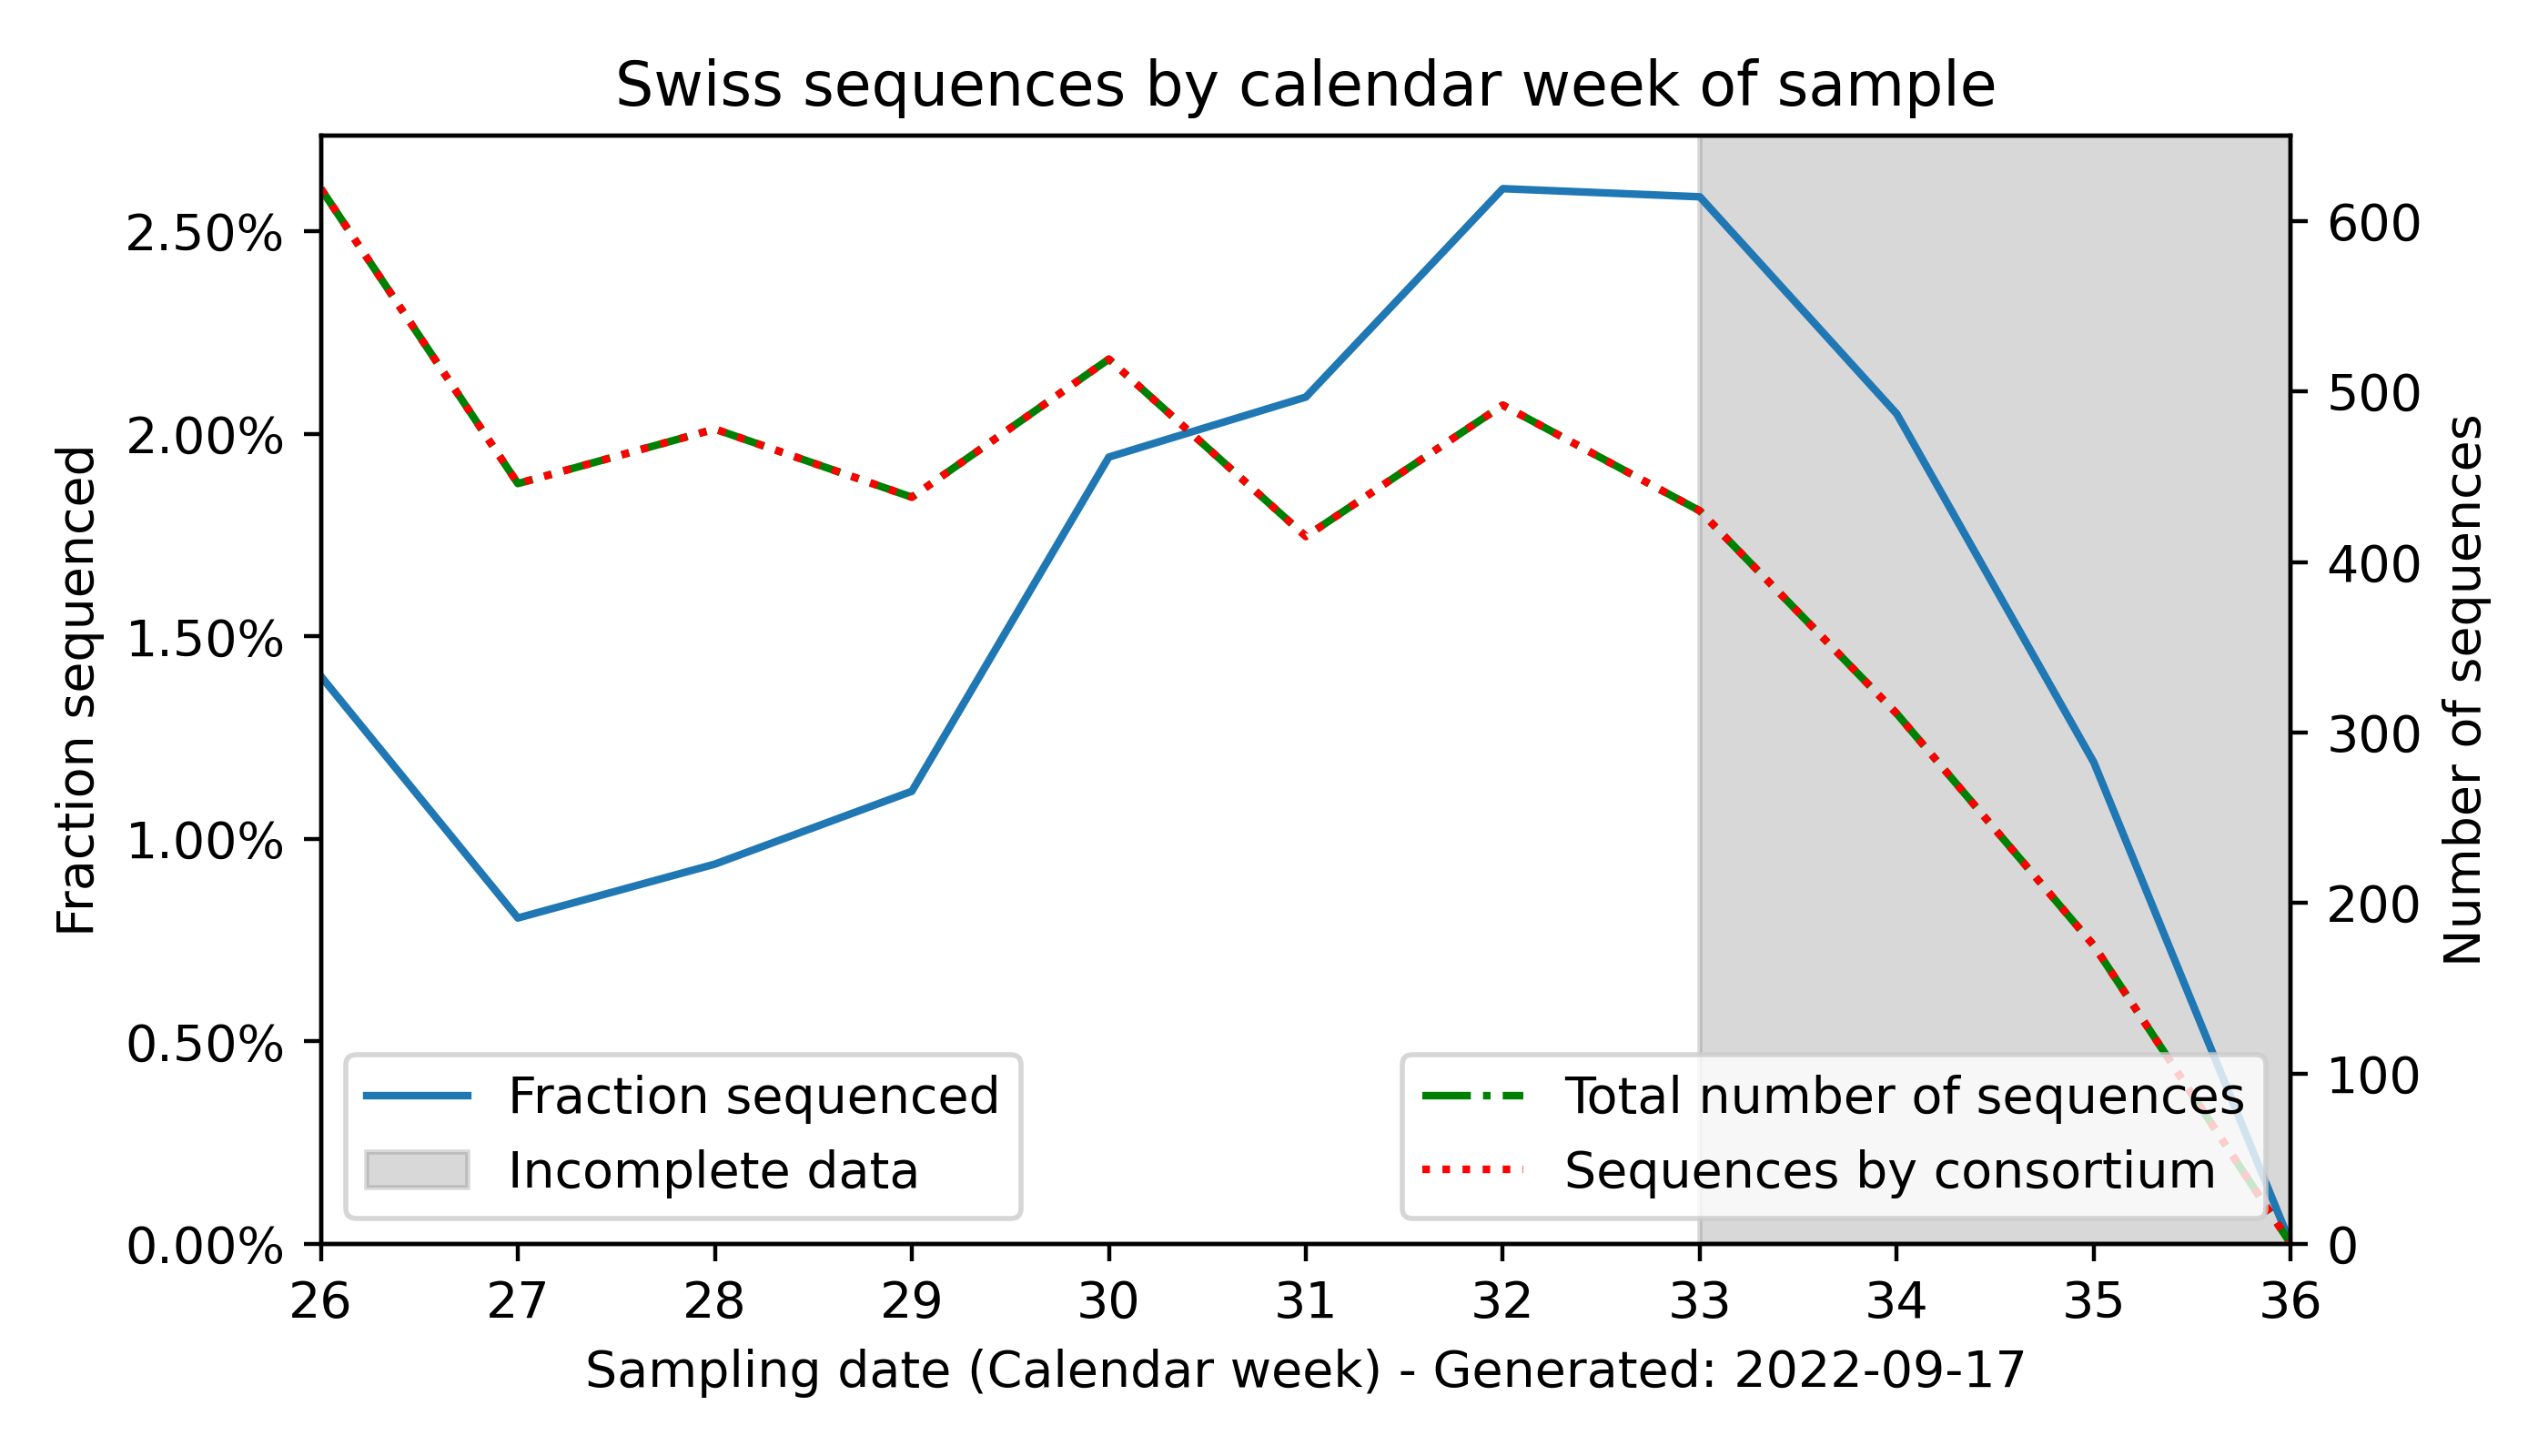 Swiss sequences by calendar week of sample
2.50%
2.00%
1.50%
1.00%
0.50%
0.00%
Fraction sequenced
600
500
400
300
200
100
0
Number of sequences
Fraction sequenced
Incomplete data
Total number of sequences
Sequences by consortium
26 27 28 29 30 31 32 33 34 35 36
Sampling date (Calendar week) - Generated: 2022-09-17